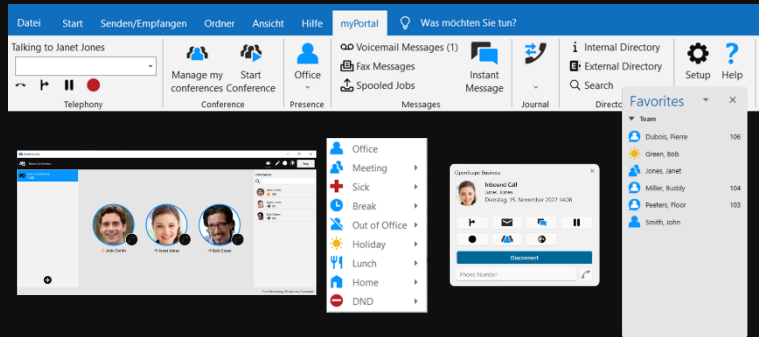 Datei Start Senden/Empfangen Ordner Ansicht Hilfe myPortal Was möchten Sie tun?
Talking to Janet Jones
Manage my conferences
Start Conference
Office
Voicemail Messages (1)
Fax Messages
Spooled Jobs
Instant Message
Internal Directory
External Directory
Search
Setup
Help
Telephony Conference Presence Messages Journal
Favorites
Team
Dubois, Pierre 106
Green, Bob
Jones, Janet
Miller, Buddy 104
Peeters, Floor 103
Smith, John
John Smith
Janet Jones
Bob Green
Office
Meeting
Sick
Break
Out of Office
Holiday
Lunch
Home
DND
OpenScape Business
Inbound Call
Janet Jones
Dienstag, 15. November 2022 14:08
Disconnect
Phone Number